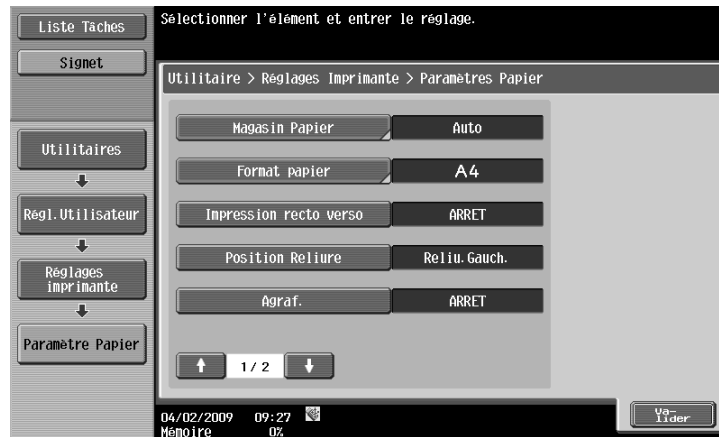 Liste Tâches
Signet
Sélectionner l'élément et entrer le réglage.
Utilitaire > Réglages Imprimante > Paramètres Papier
Utilitaires
Régl.Utilisateur
Réglages
imprimante
Paramètre Papier
Magasin Papier Auto
Format papier A4
Impression recto verso ARRET
Position Reliure Reliu.Gauch.
Agraf. ARRET
1/2
04/02/2009 09:27
Mémoire 0%
Va-
lider